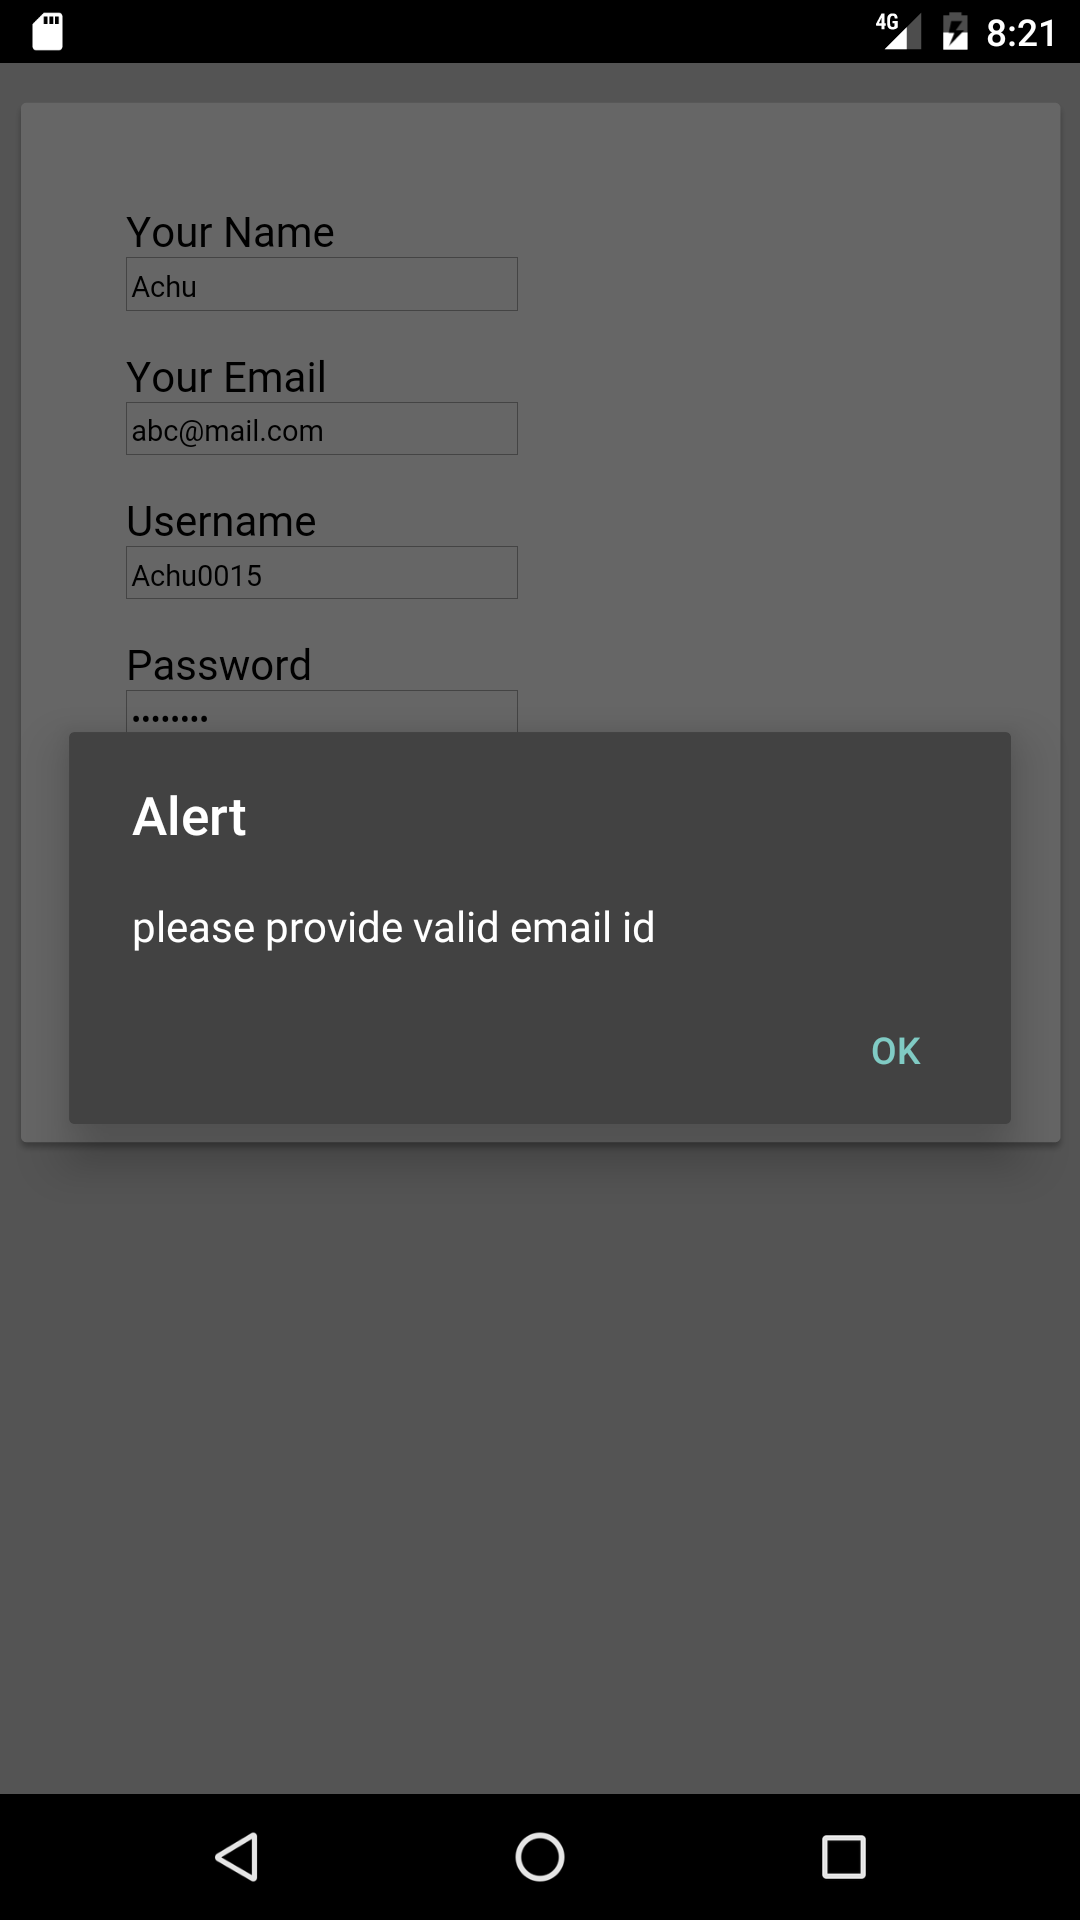 4G 8:21
Your Name
Achu
Your Email
abc@mail.com
Username
Achu0015
Password
••••••••
Alert
please provide valid email id
OK